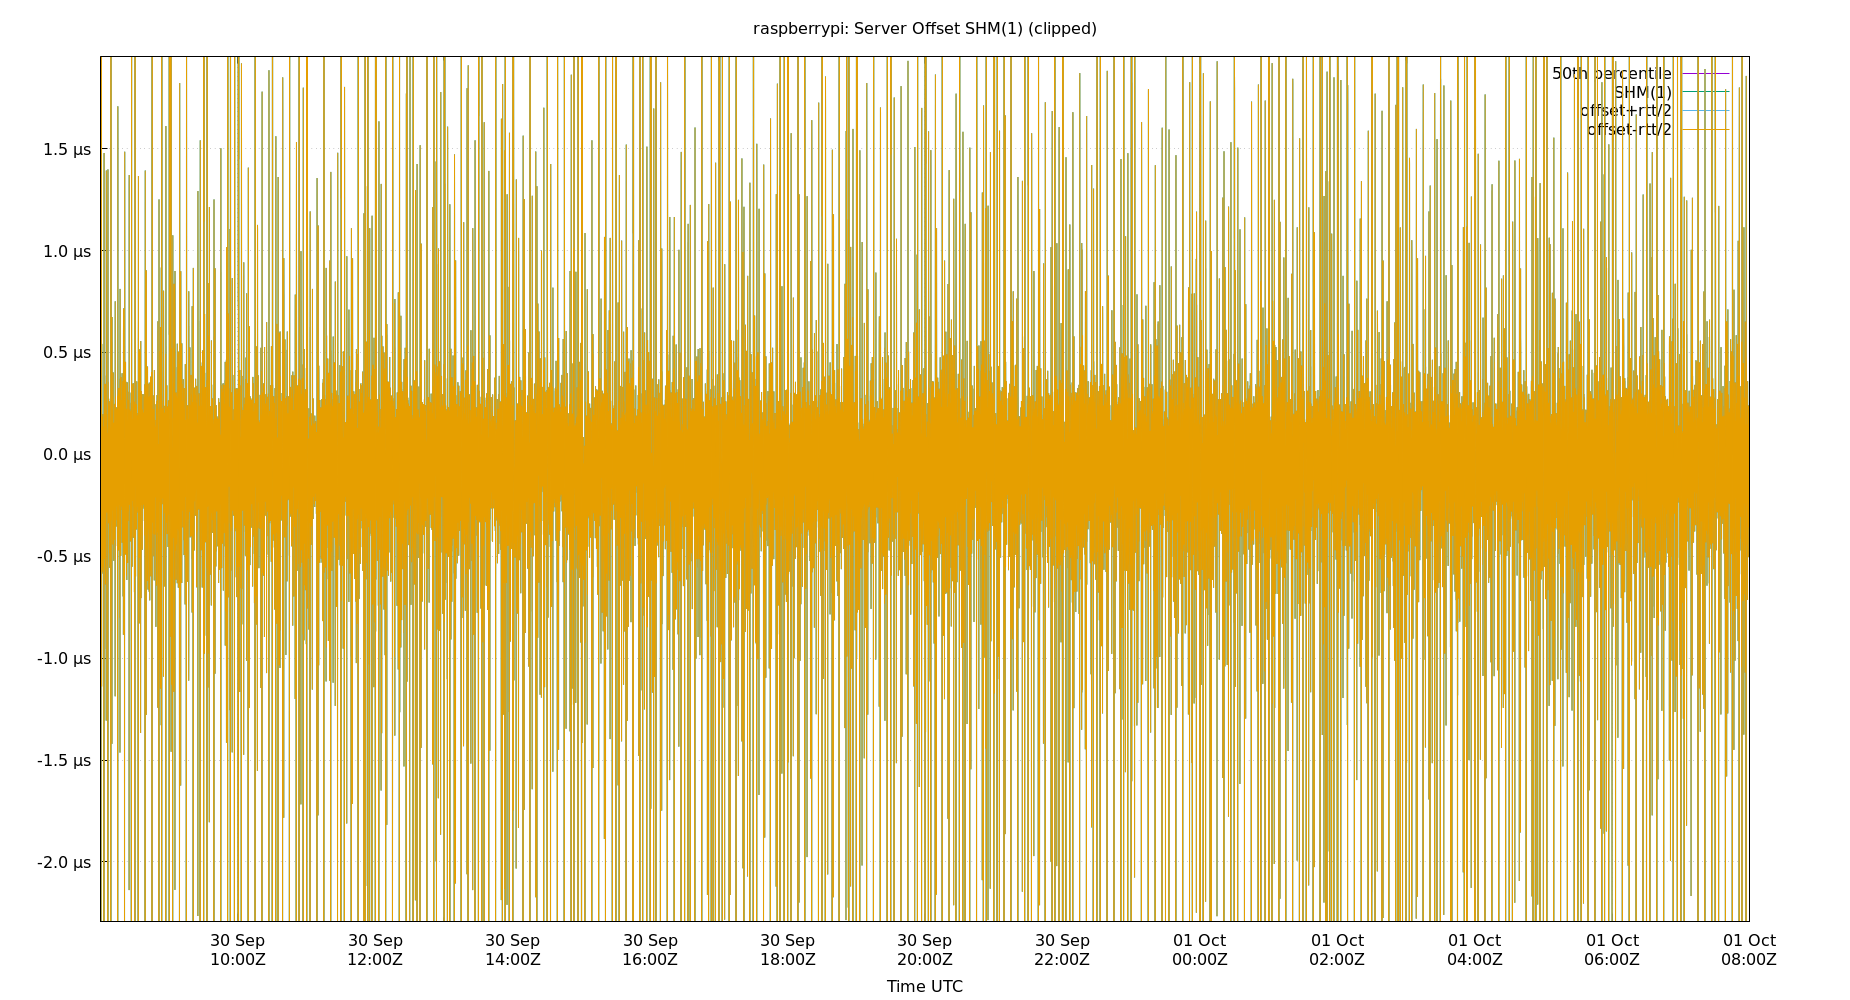 raspberrypi: Server Offset SHM(1) (clipped)
50th percentile
SHM(1)
offset+rtt/2
offset-rtt/2
1.5 µs
1.0 µs
0.5 µs
0.0 µs
-0.5 µs
-1.0 µs
-1.5 µs
-2.0 µs
30 Sep 30 Sep 30 Sep 30 Sep 30 Sep 30 Sep 30 Sep 01 Oct 01 Oct 01 Oct 01 Oct 01 Oct
10:00Z 12:00Z 14:00Z 16:00Z 18:00Z 20:00Z 22:00Z 00:00Z 02:00Z 04:00Z 06:00Z 08:00Z
Time UTC